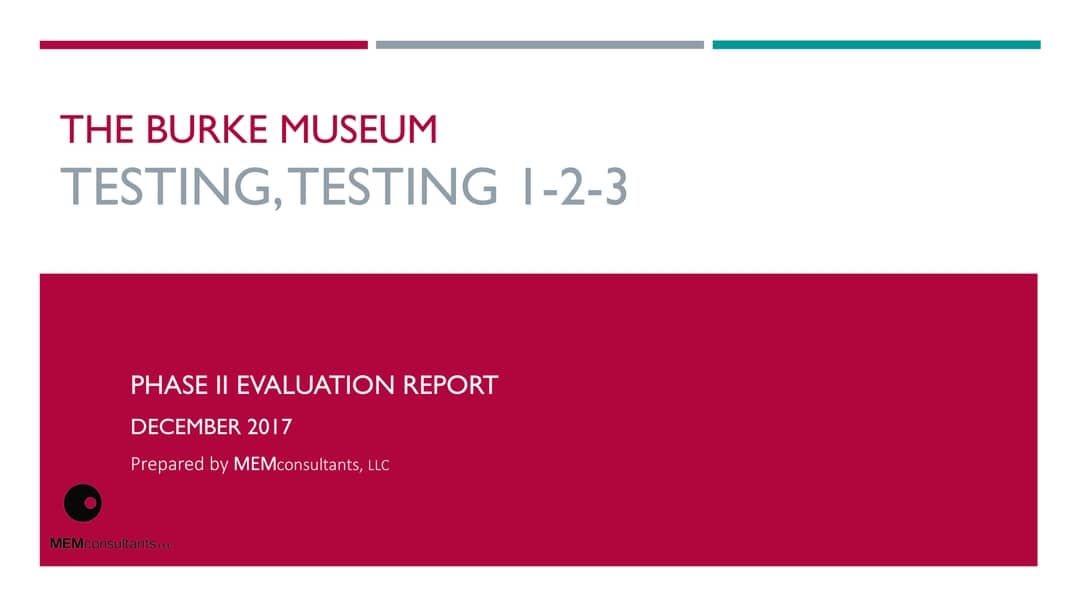 THE BURKE MUSEUM
TESTING, TESTING 1-2-3
PHASE II EVALUATION REPORT
DECEMBER 2017
Prepared by MEMconsultants, LLC
MEMconsultants LLC